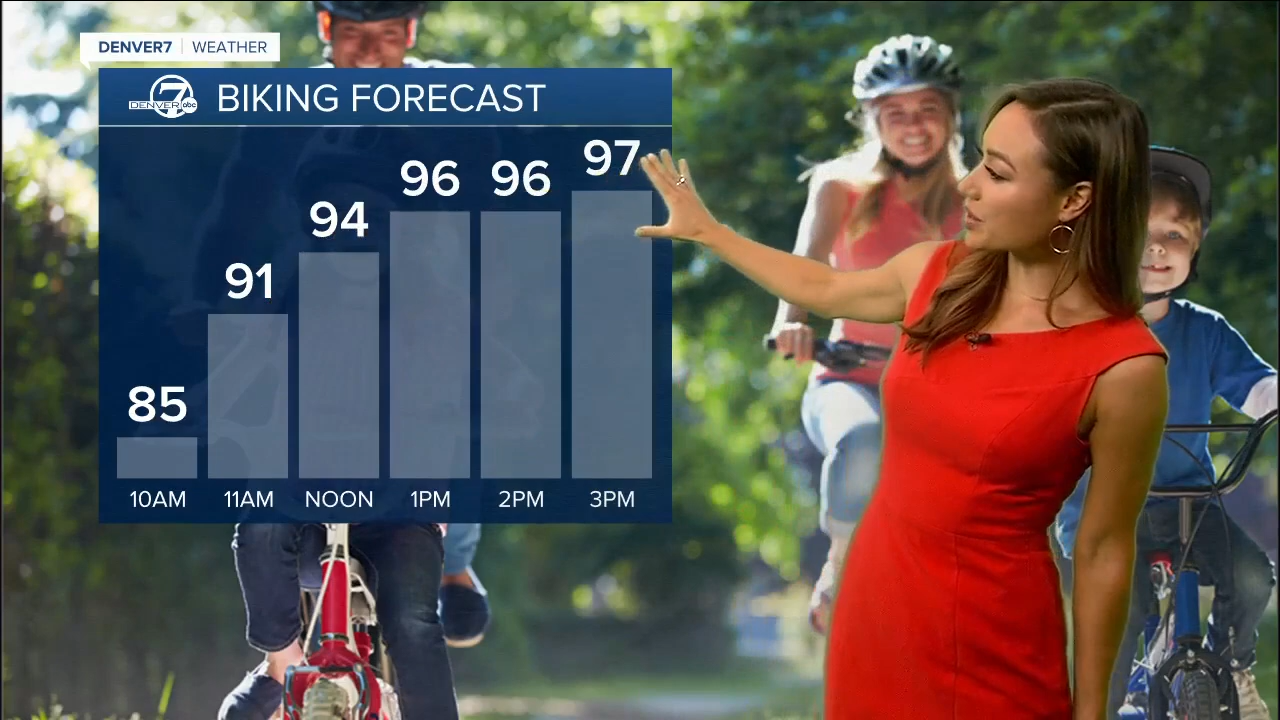 DENVER7 | WEATHER
DENVER 7 abc
BIKING FORECAST
85 91 94 96 96 97
10AM 11AM NOON 1PM 2PM 3PM